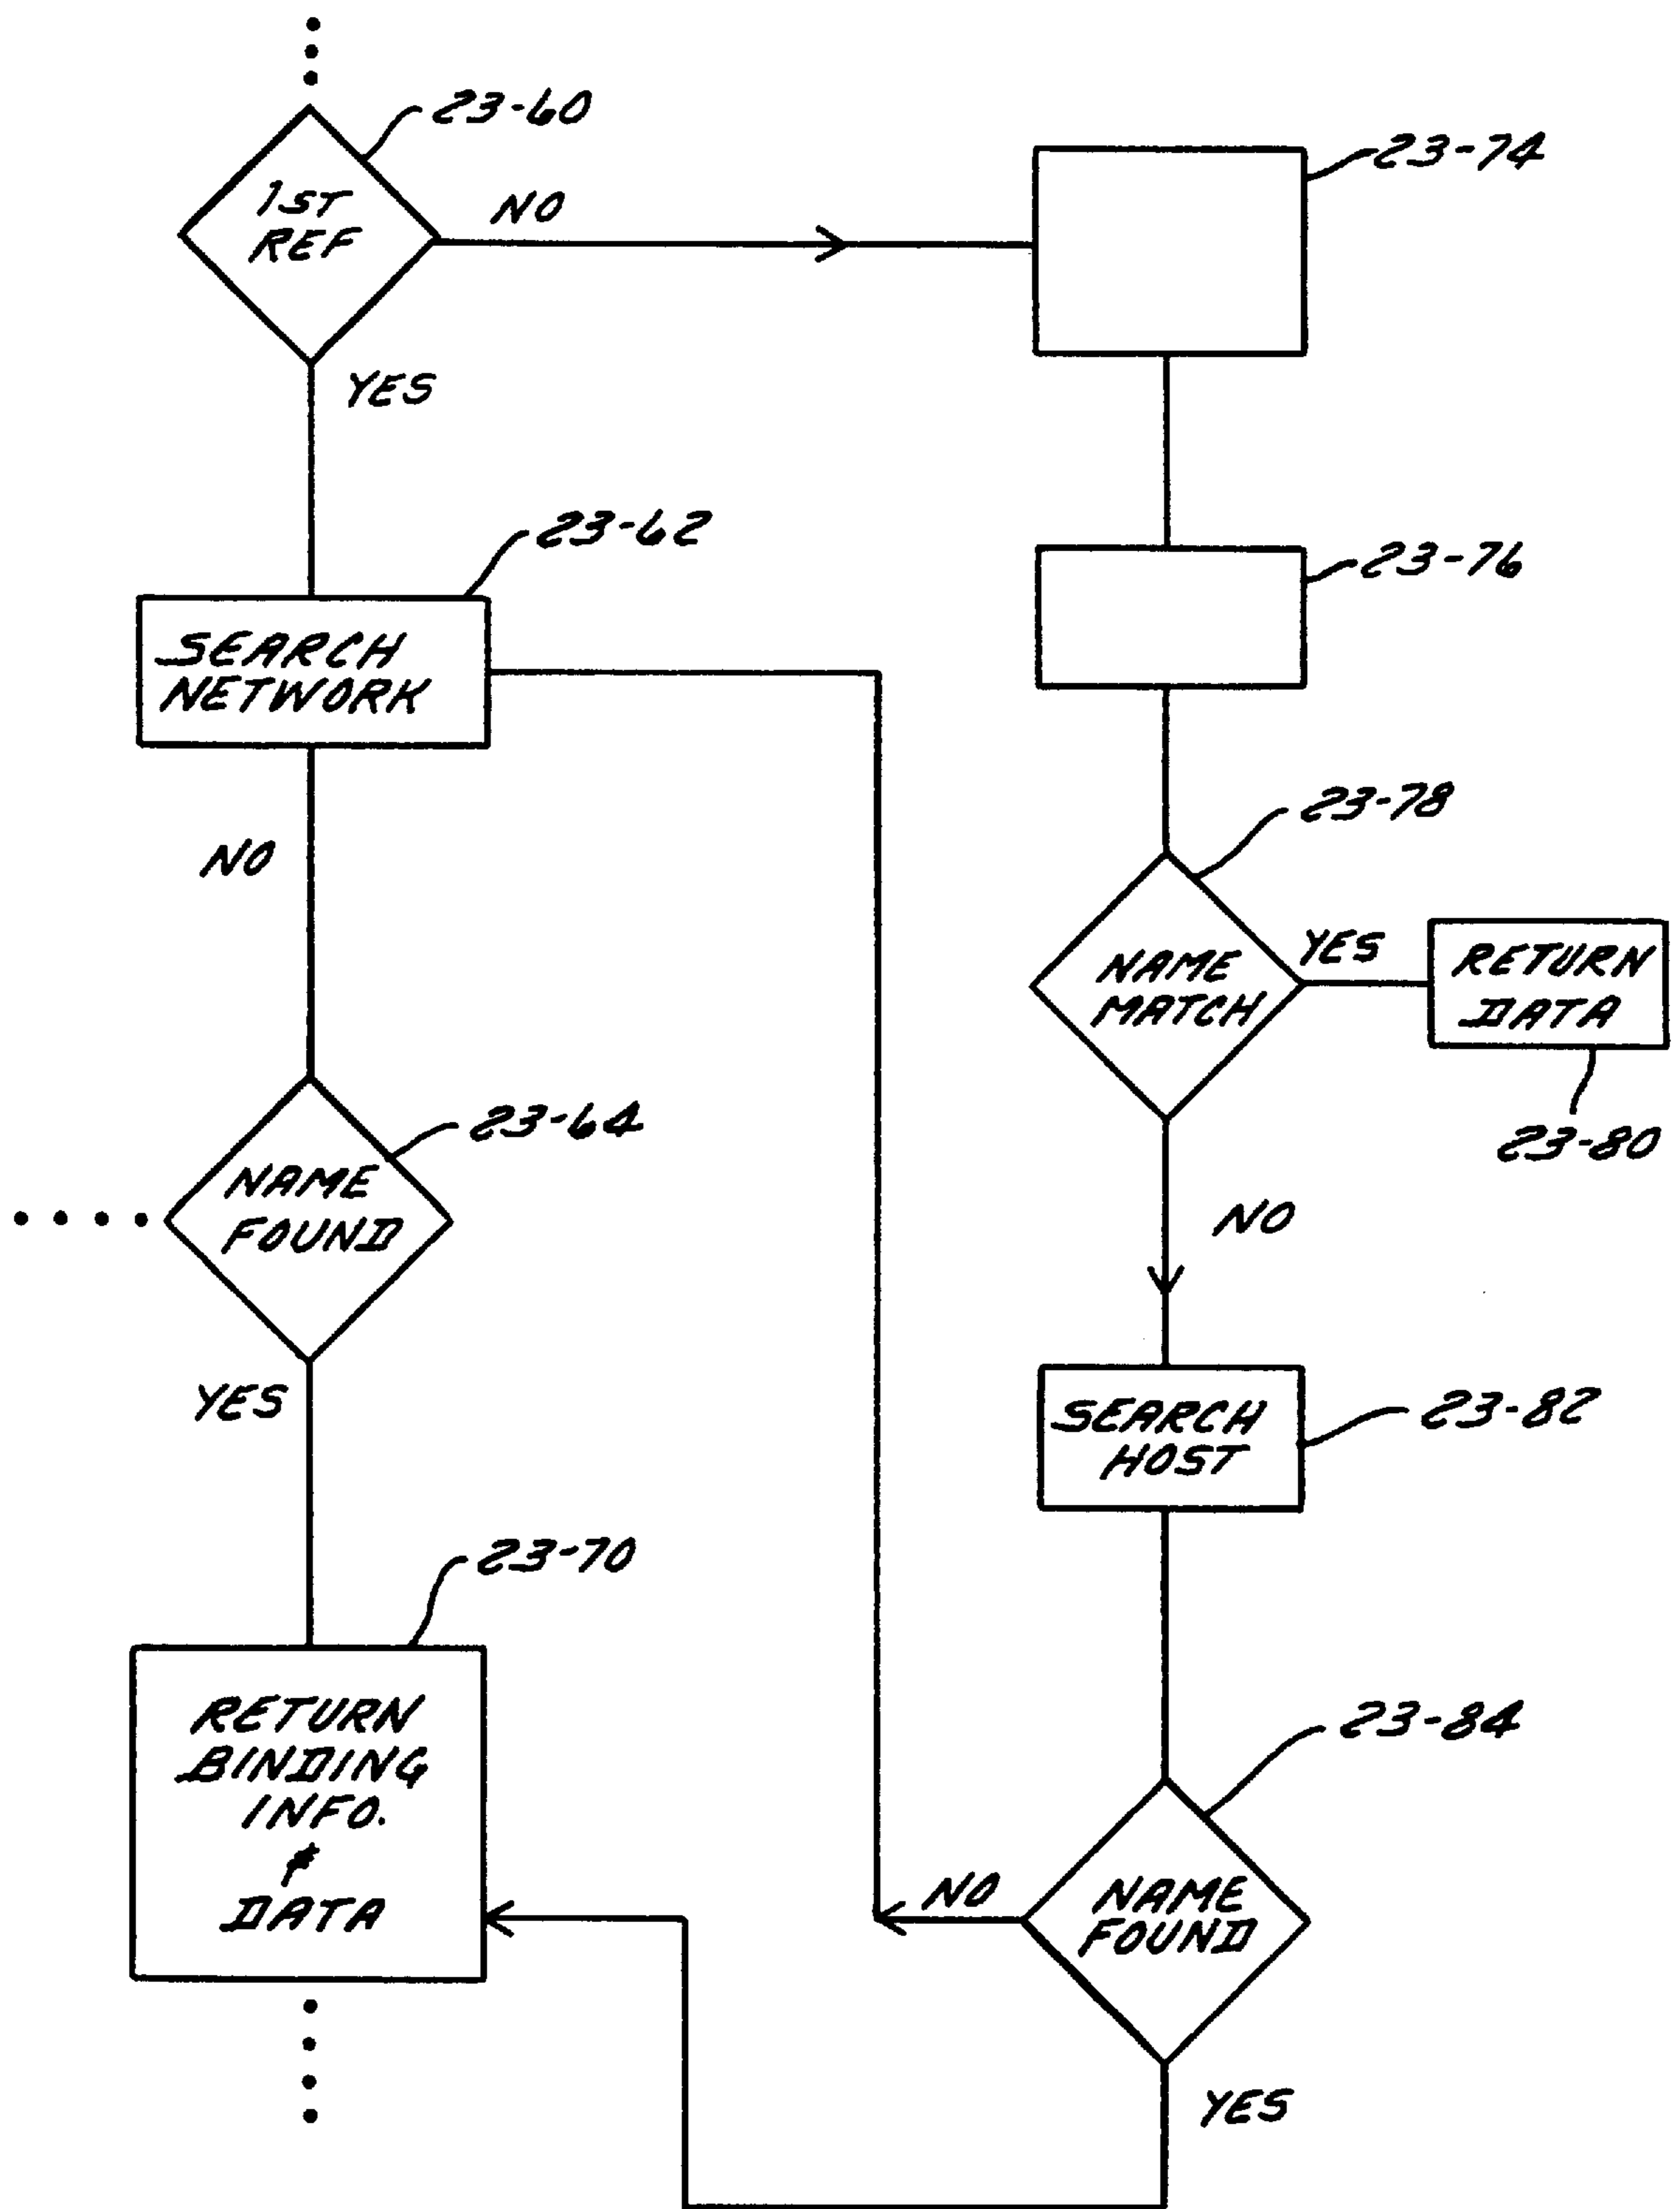 23-60
1ST
REF
NO
YES
23-74
23-62
SEARCH
NETWORK
23-76
NO
23-78
NAME
MATCH
YES
RETURN
DATA
23-80
23-64
NAME
FOUND
NO
YES
SEARCH
HOST
23-82
23-70
RETURN
BINDING
INFO.
&
DATA
23-84
NO
NAME
FOUND
YES